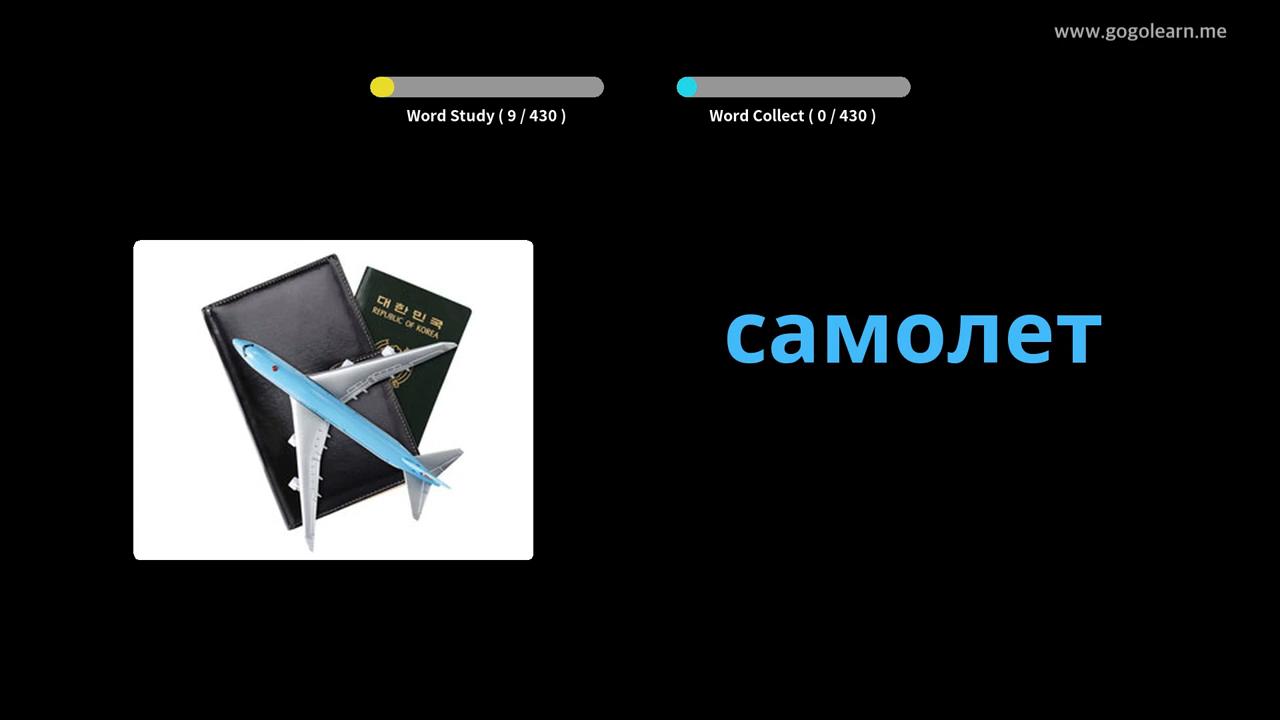 www.gogolearn.me
Word Study ( 9 / 430 )
Word Collect ( 0 / 430 )
대한민국
REPUBLIC OF KOREA
самолет